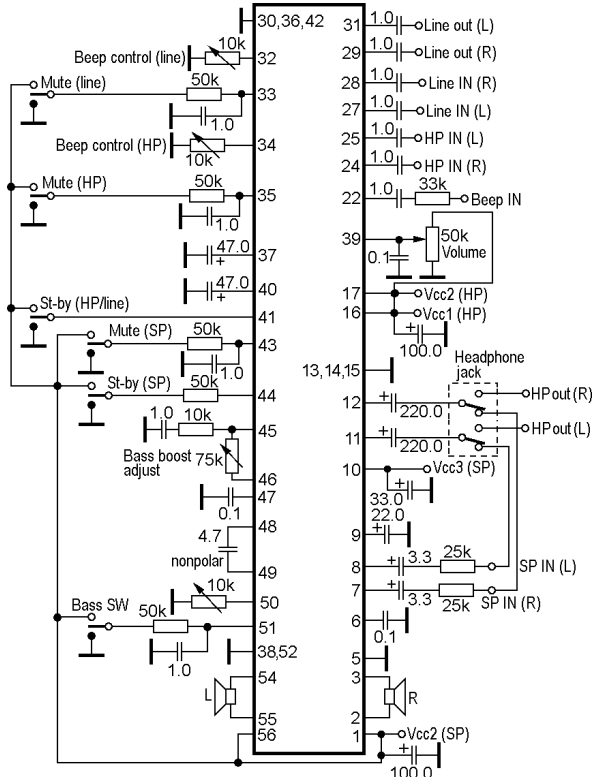 30,36,42
31
1.0
Line out (L)
Beep control (line)
10k
32
29
1.0
Line out (R)
Mute (line)
50k
33
1.0
28
1.0
Line IN (R)
27
1.0
Line IN (L)
Beep control (HP)
10k
34
25
1.0
HP IN (L)
24
1.0
HP IN (R)
Mute (HP)
50k
35
1.0
22
1.0
33k
Beep IN
37
47.0
+
39
0.1
50k
Volume
40
47.0
+
17
Vcc2 (HP)
St-by (HP/line)
41
16
Vcc1 (HP)
+
100.0
Mute (SP)
50k
43
1.0
13,14,15
Headphone
jack
St-by (SP)
50k
44
12
+
220.0
HP out (R)
1.0
10k
45
11
+
220.0
HP out (L)
Bass boost
adjust
75k
46
10
Vcc3 (SP)
+
33.0
47
0.1
22.0
9
+
48
4.7
nonpolar
49
8
+
3.3
25k
SP IN (L)
7
+
3.3
25k
SP IN (R)
50
10k
Bass SW
50k
51
1.0
6
0.1
38,52
5
54
L
55
3
R
2
56
1
Vcc2 (SP)
+
100.0